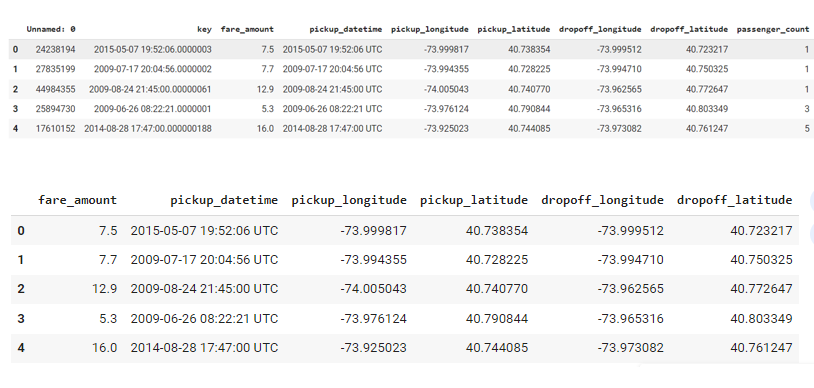 Unnamed: 0 key fare_amount pickup_datetime pickup_longitude pickup_latitude dropoff_longitude dropoff_latitude passenger_count
0 24238194 2015-05-07 19:52:06.0000003 7.5 2015-05-07 19:52:06 UTC -73.999817 40.738354 -73.999512 40.723217 1
1 27835199 2009-07-17 20:04:56.0000002 7.7 2009-07-17 20:04:56 UTC -73.994355 40.728225 -73.994710 40.750325 1
2 44984355 2009-08-24 21:45:00.00000061 12.9 2009-08-24 21:45:00 UTC -74.005043 40.740770 -73.962565 40.772647 1
3 25894730 2009-06-26 08:22:21.0000001 5.3 2009-06-26 08:22:21 UTC -73.976124 40.790844 -73.965316 40.803349 3
4 17610152 2014-08-28 17:47:00.000000188 16.0 2014-08-28 17:47:00 UTC -73.925023 40.744085 -73.973082 40.761247 5
fare_amount pickup_datetime pickup_longitude pickup_latitude dropoff_longitude dropoff_latitude
0 7.5 2015-05-07 19:52:06 UTC -73.999817 40.738354 -73.999512 40.723217
1 7.7 2009-07-17 20:04:56 UTC -73.994355 40.728225 -73.994710 40.750325
2 12.9 2009-08-24 21:45:00 UTC -74.005043 40.740770 -73.962565 40.772647
3 5.3 2009-06-26 08:22:21 UTC -73.976124 40.790844 -73.965316 40.803349
4 16.0 2014-08-28 17:47:00 UTC -73.925023 40.744085 -73.973082 40.761247